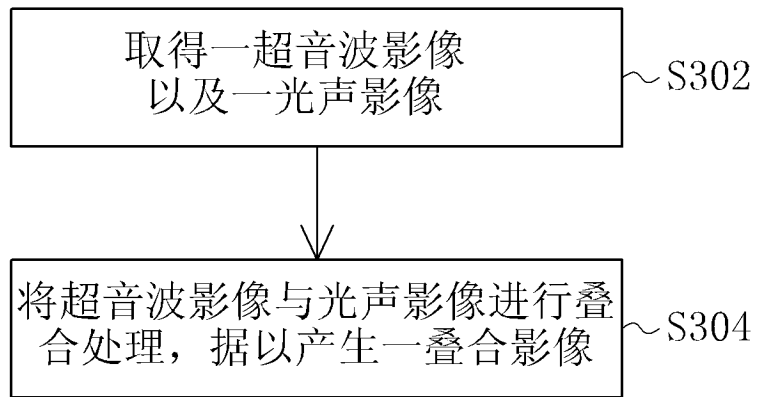 取得一超音波影像
以及一光声影像
S302
将超音波影像与光声影像进行叠
合处理，据以产生一叠合影像
S304